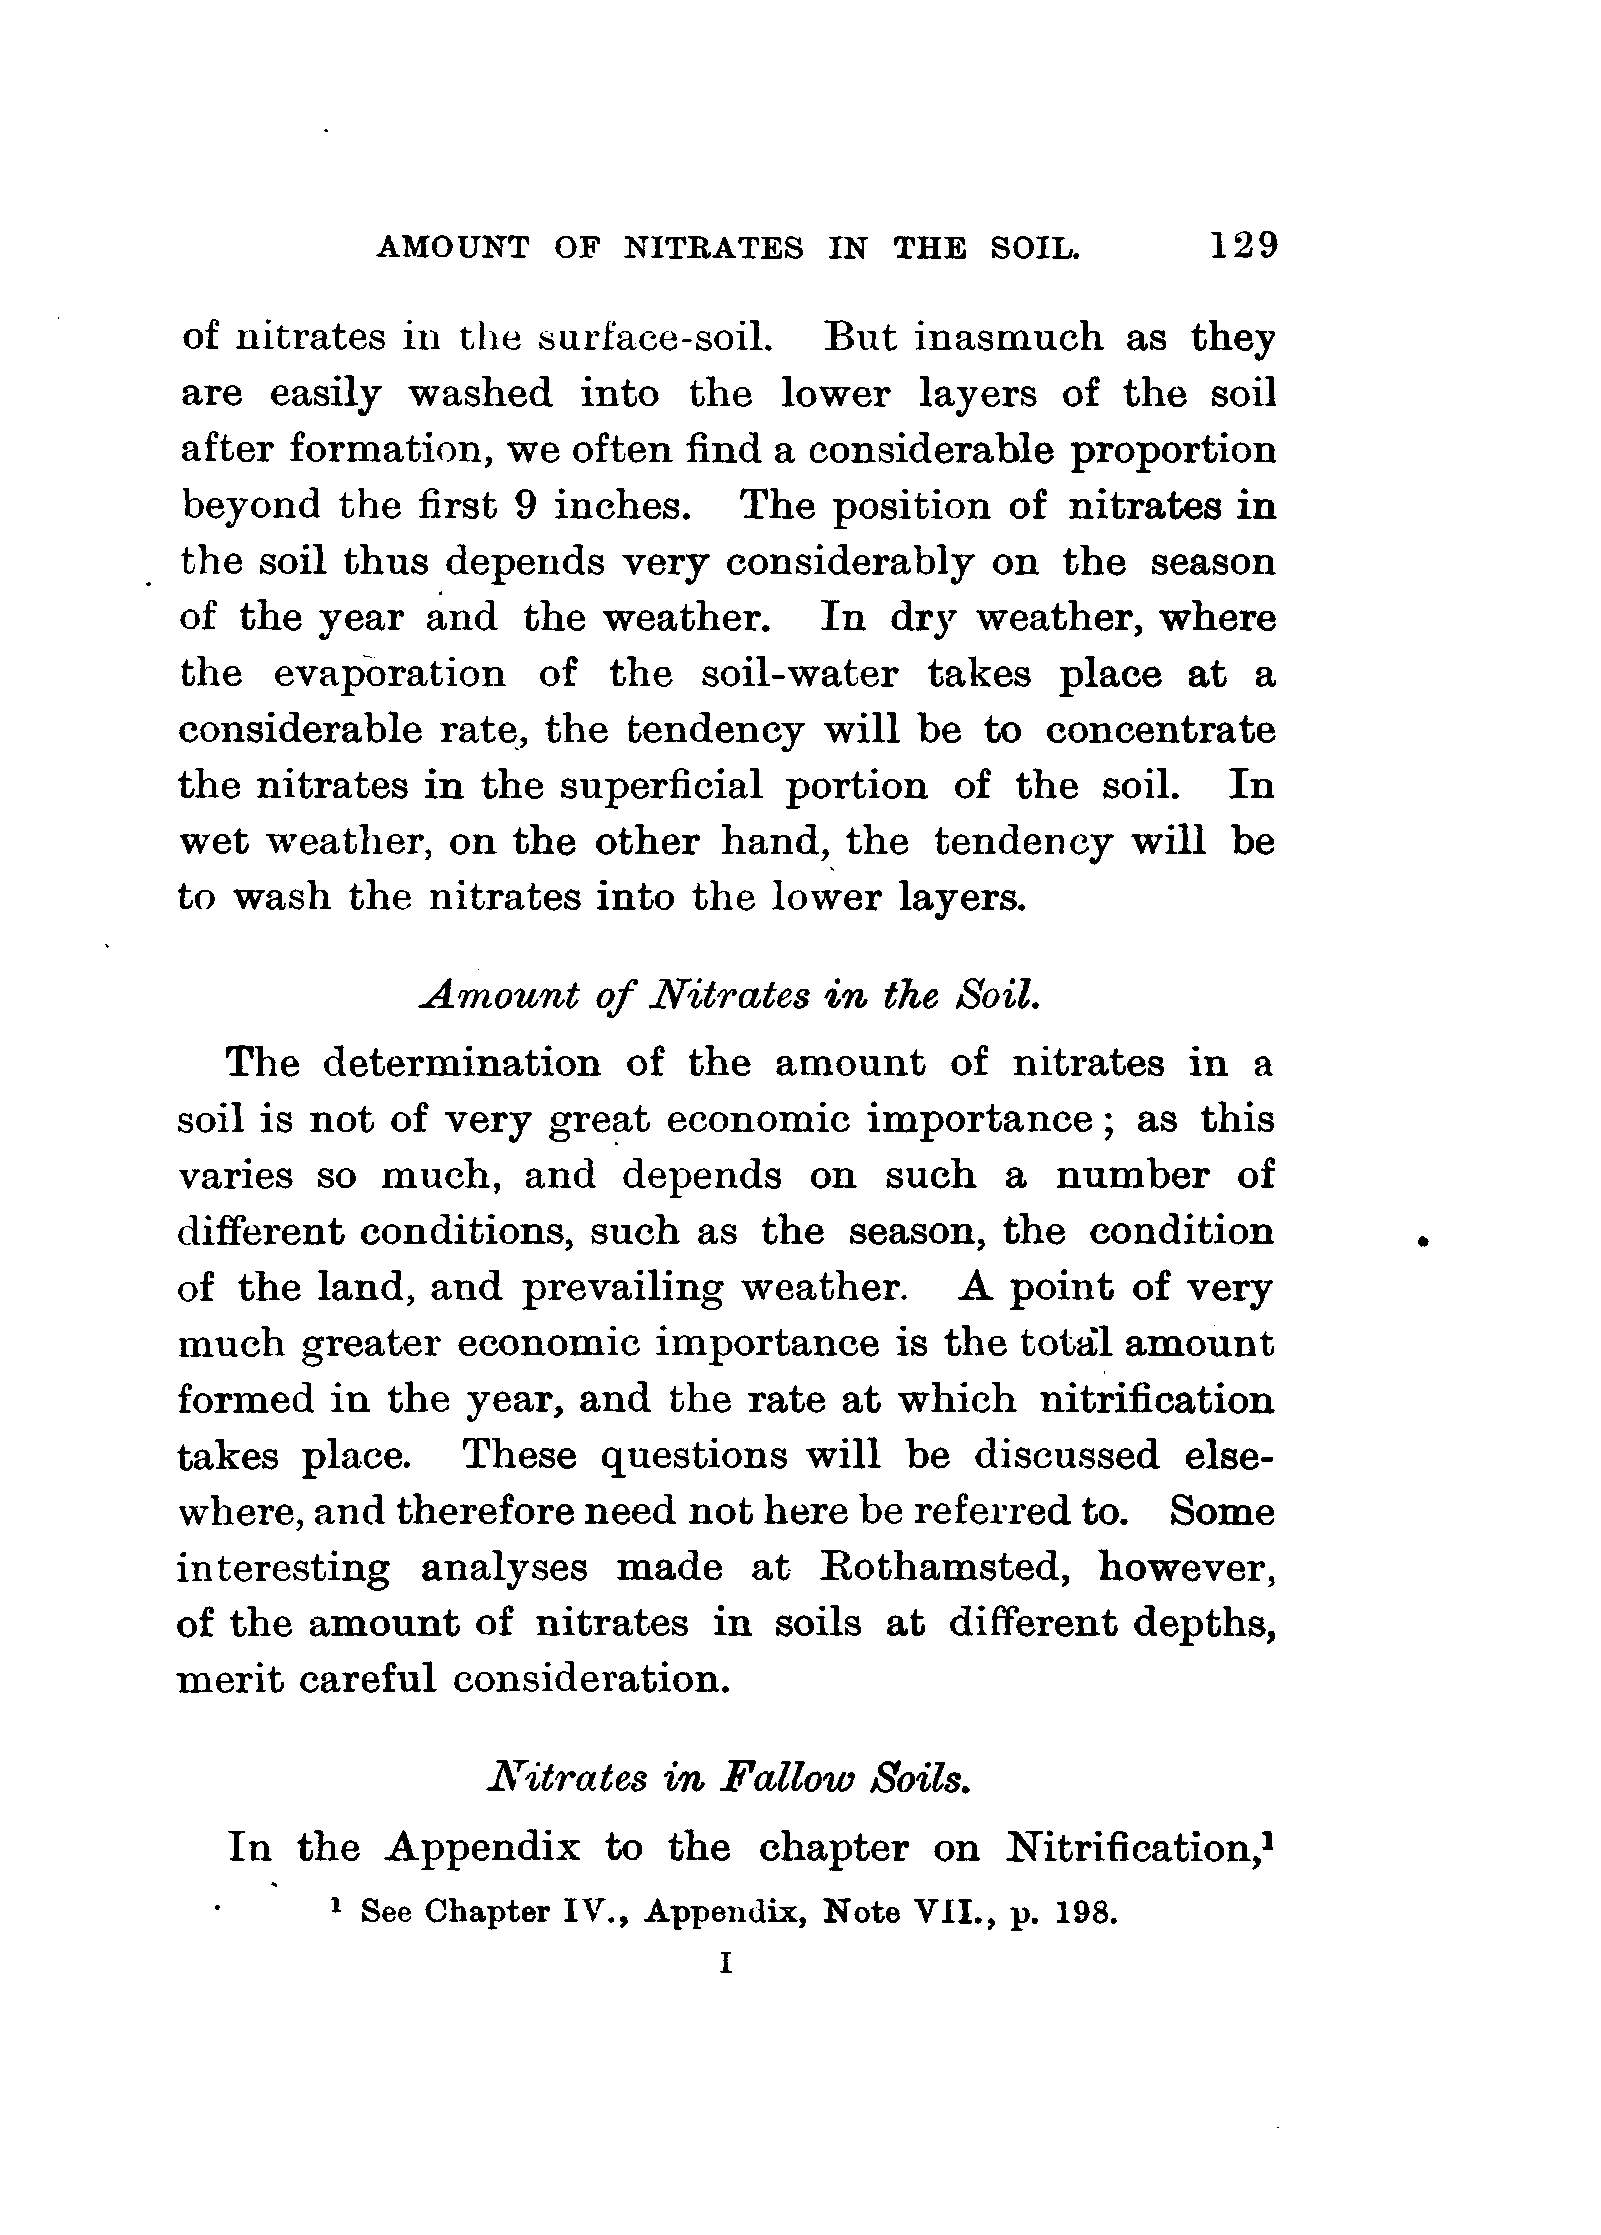 AMOUNT OF NITRATES IN THE SOIL. 129
of nitrates in the surface-soil. But inasmuch as they
are easily washed into the lower layers of the soil
after formation, we often find a considerable proportion
beyond the first 9 inches. The position of nitrates in
the soil thus depends very considerably on the season
of the year and the weather. In dry weather, where
the evaporation of the soil-water takes place at a
considerable rate, the tendency will be to concentrate
the nitrates in the superficial portion of the soil. In
wet weather, on the other hand, the tendency will be
to wash the nitrates into the lower layers.
Amount of Nitrates in the Soil.
The determination of the amount of nitrates in a
soil is not of very great economic importance; as this
varies so much, and depends on such a number of
different conditions, such as the season, the condition
of the land, and prevailing weather. A point of very
much greater economic importance is the total amount
formed in the year, and the rate at which nitrification
takes place. These questions will be discussed else-
where, and therefore need not here be referred to. Some
interesting analyses made at Rothamsted, however,
of the amount of nitrates in soils at different depths,
merit careful consideration.
Nitrates in Fallow Soils.
In the Appendix to the chapter on Nitrification,¹
¹ See Chapter IV., Appendix, Note VII., p. 198.
I